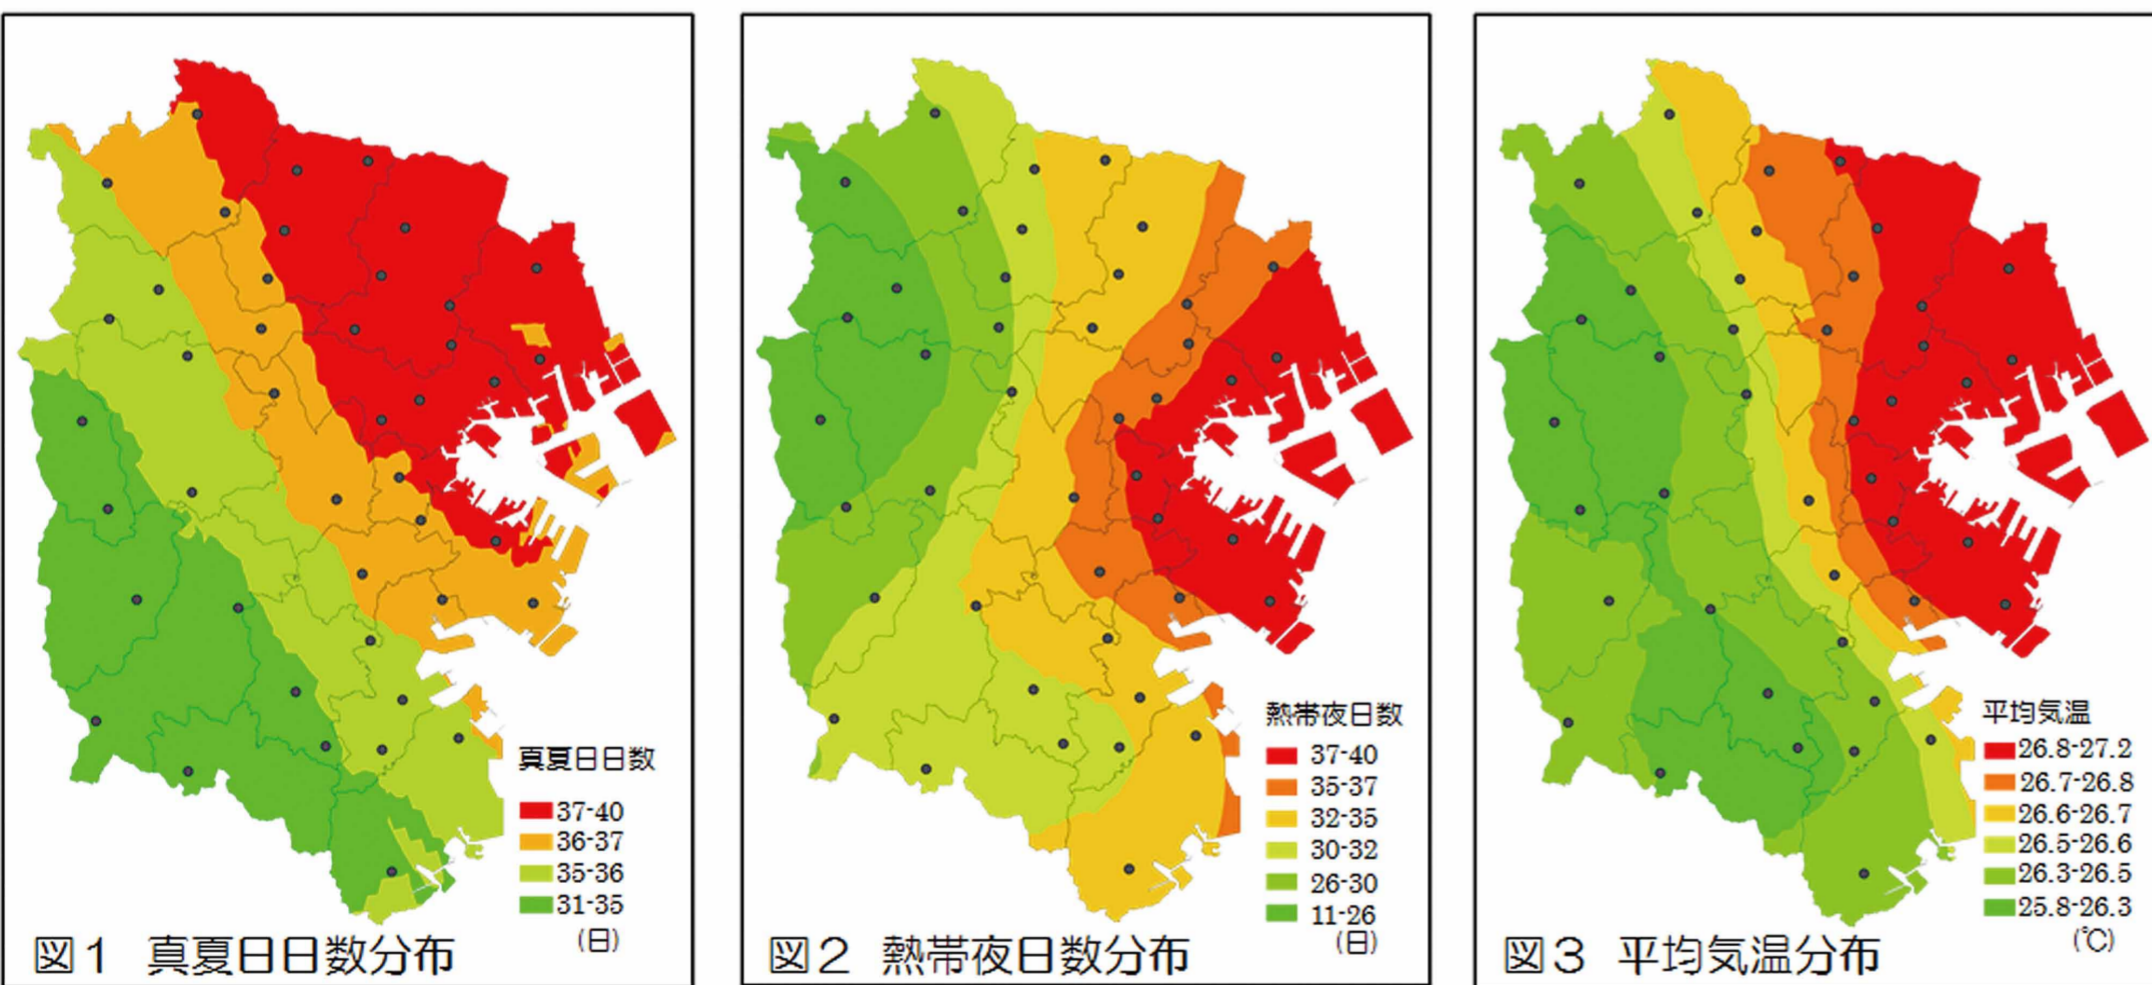 真夏日日数
37-40
36-37
35-36
31-35
(日)
図1 真夏日日数分布
熱帯夜日数
37-40
35-37
32-35
30-32
26-30
11-26
(日)
図2 熱帯夜日数分布
平均気温
26.8-27.2
26.7-26.8
26.6-26.7
26.5-26.6
26.3-26.5
25.8-26.3
(℃)
図3 平均気温分布